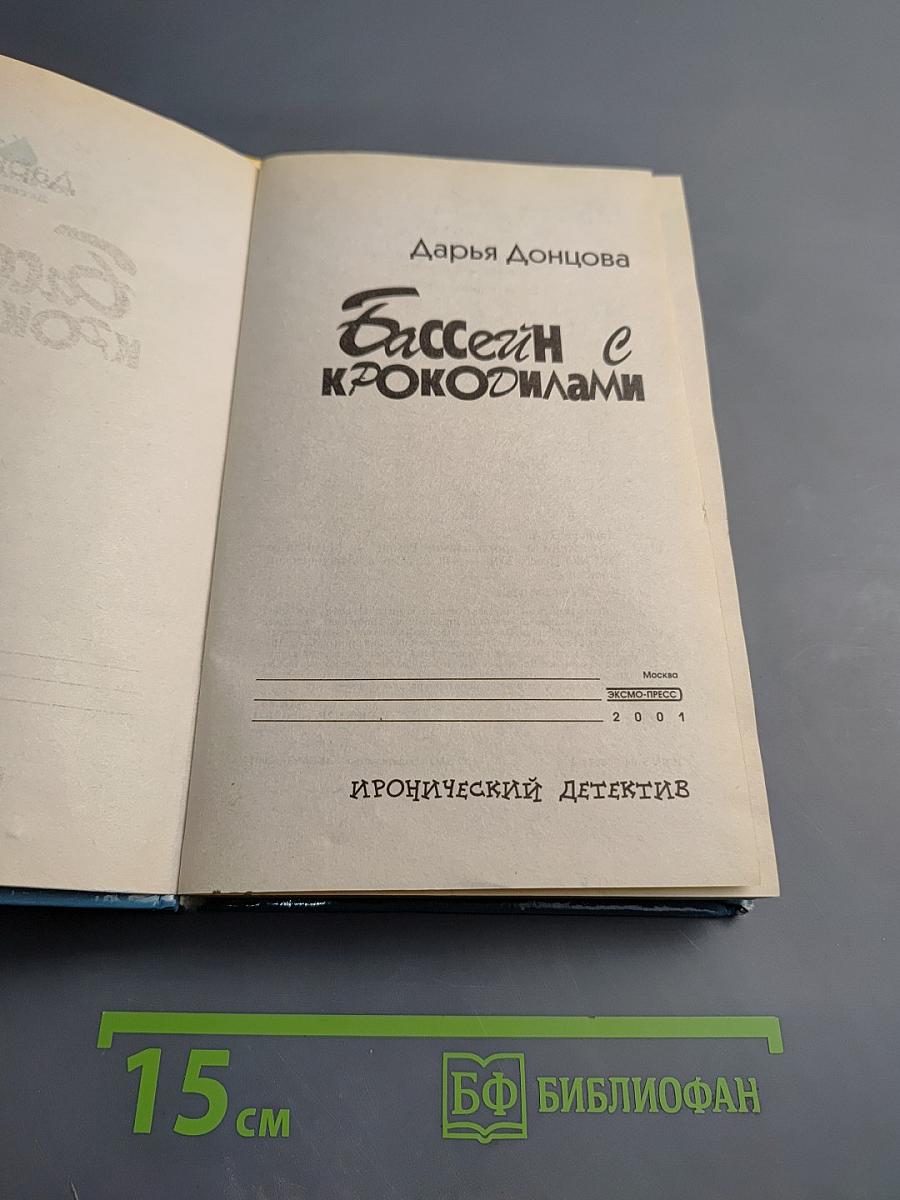 Дарья Донцова
Бассейн с
крокодилами
Москва
ЭКСМО-ПРЕСС
2001
ИРОНИЧЕСКИЙ ДЕТЕКТИВ
15 см
БФ БИБЛИОФАН